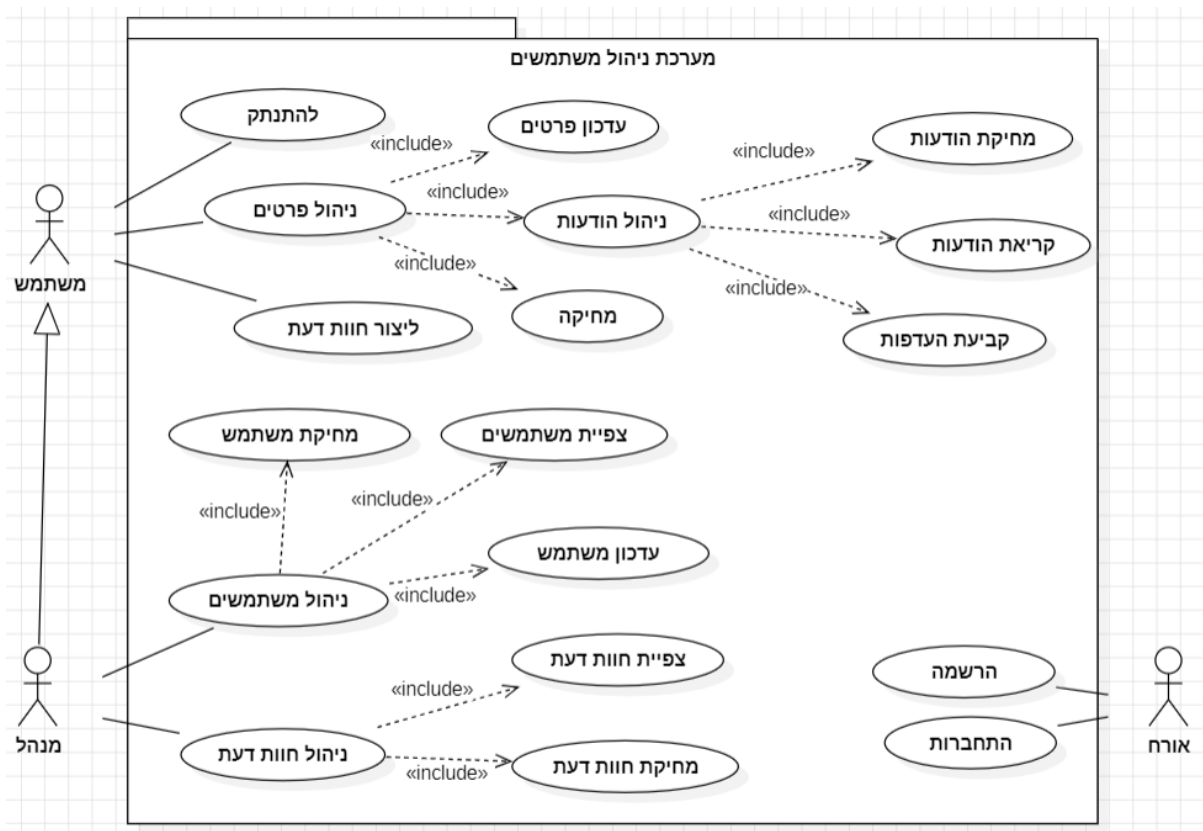 מערכת ניהול משתמשים
להתנתק
עדכון פרטים
מחיקת הודעות
«include»
«include»
ניהול פרטים
«include»
ניהול הודעות
«include»
קריאת הודעות
«include»
«include»
משתמש
ליצור חוות דעת
מחיקה
קביעת העדפות
מחיקת משתמש
צפיית משתמשים
«include»
«include»
עדכון משתמש
ניהול משתמשים
«include»
צפיית חוות דעת
הרשמה
«include»
מנהל
ניהול חוות דעת
התחברות
אורח
«include»
מחיקת חוות דעת